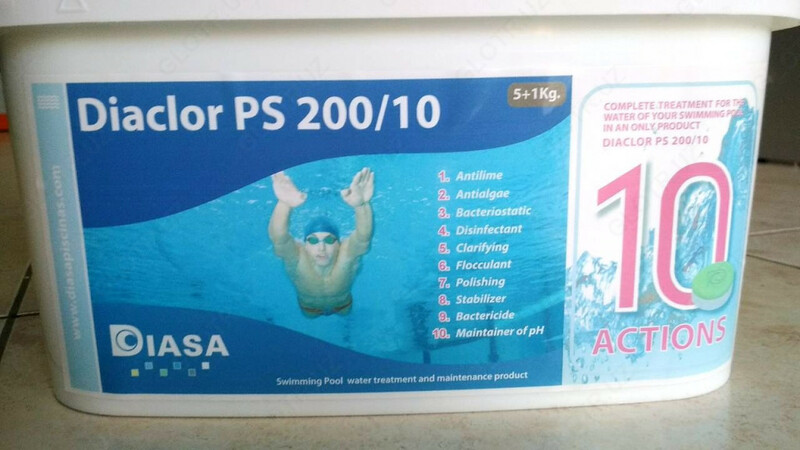 Diaclor PS 200/10
5+1Kg.
1. Antilime
2. Antialgae
3. Bacteriostatic
4. Disinfectant
5. Clarifying
6. Flocculant
7. Polishing
8. Stabilizer
9. Bactericide
10. Maintainer of pH
www.diasapiscinas.com
DIASA
Swimming Pool water treatment and maintenance product
COMPLETE TREATMENT FOR THE
WATER OF YOUR SWIMMING POOL
IN AN ONLY PRODUCT
DIACLOR PS 200/10
10
ACTIONS